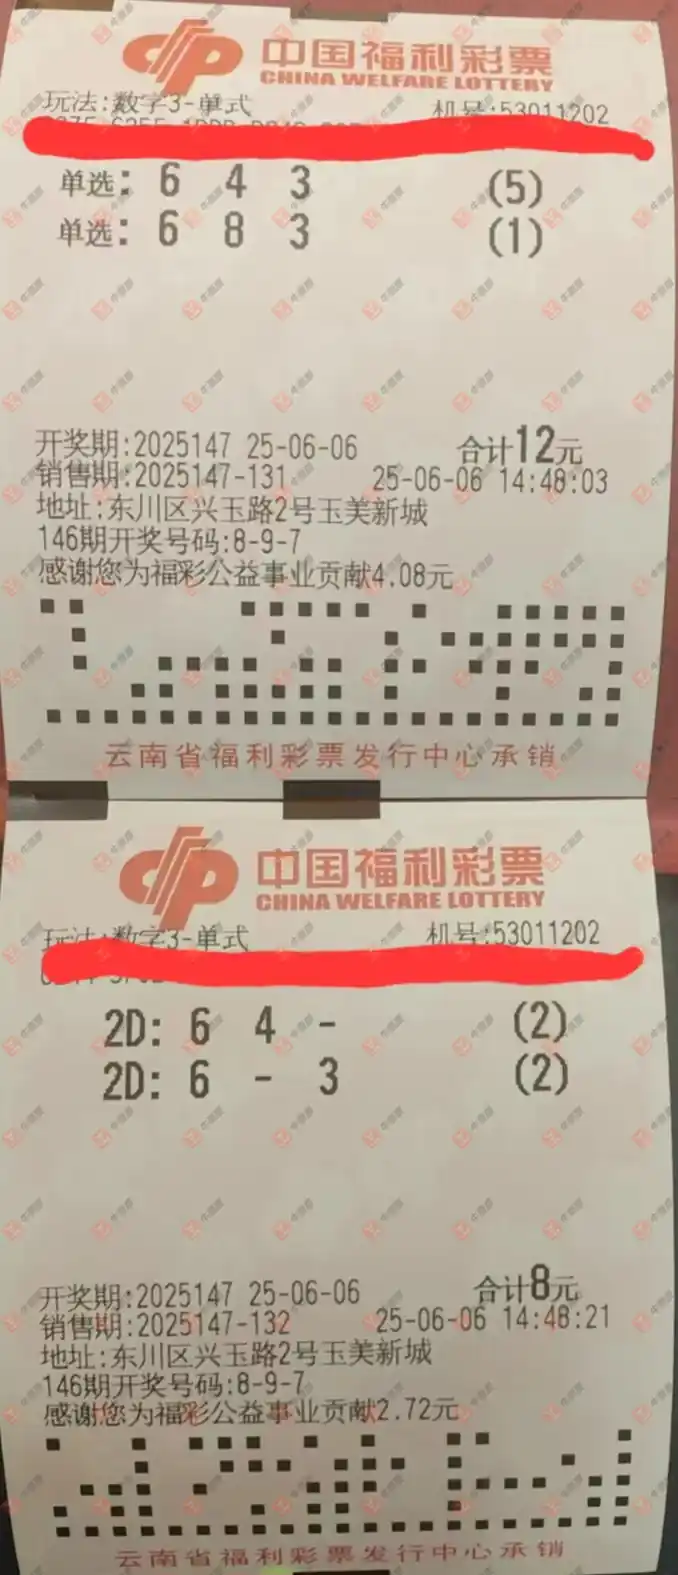 中国福利彩票
CHINA WELFARE LOTTERY
玩法:数字3-单式 机号:53011202
单选: 6 4 3 (5)
单选: 6 8 3 (1)
开奖期:2025147 25-06-06 合计12元
销售期:2025147-131 25-06-06 14:48:03
地址:东川区兴玉路2号玉美新城
146期开奖号码:8-9-7
感谢您为福彩公益事业贡献4.08元
云南省福利彩票发行中心承销
中国福利彩票
CHINA WELFARE LOTTERY
玩法:数字3-单式 机号:53011202
2D: 6 4 - (2)
2D: 6 - 3 (2)
开奖期:2025147 25-06-06 合计8元
销售期:2025147-132 25-06-06 14:48:21
地址:东川区兴玉路2号玉美新城
146期开奖号码:8-9-7
感谢您为福彩公益事业贡献2.72元
云南省福利彩票发行中心承销